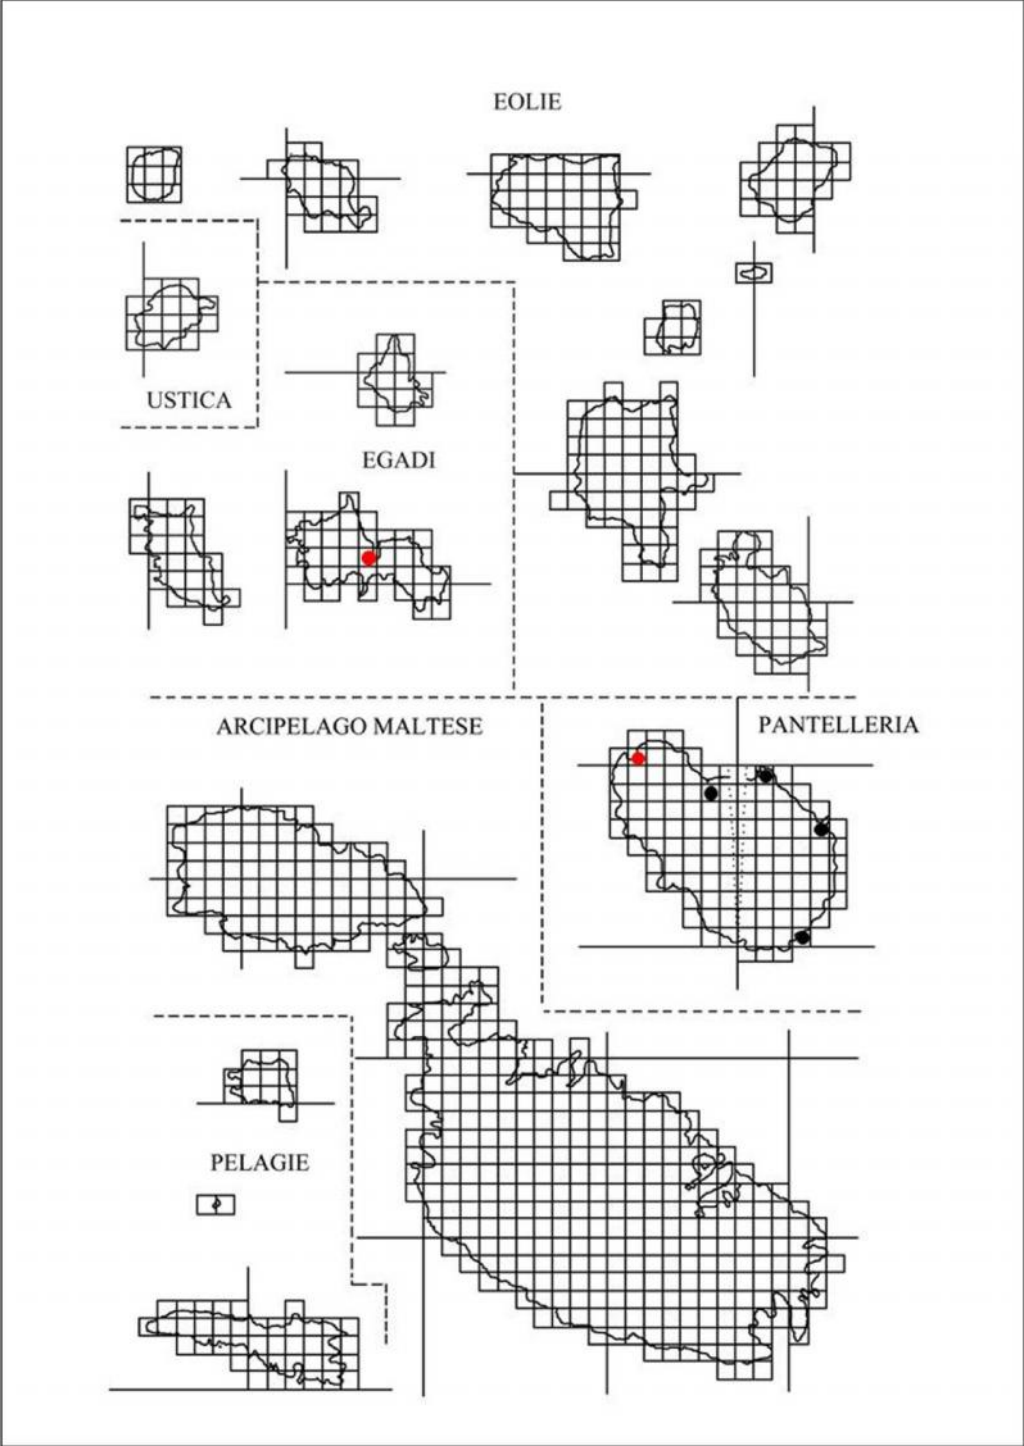 EOLIE
USTICA
EGADI
ARCIPELAGO MALTESE
PANTELLERIA
PELAGIE